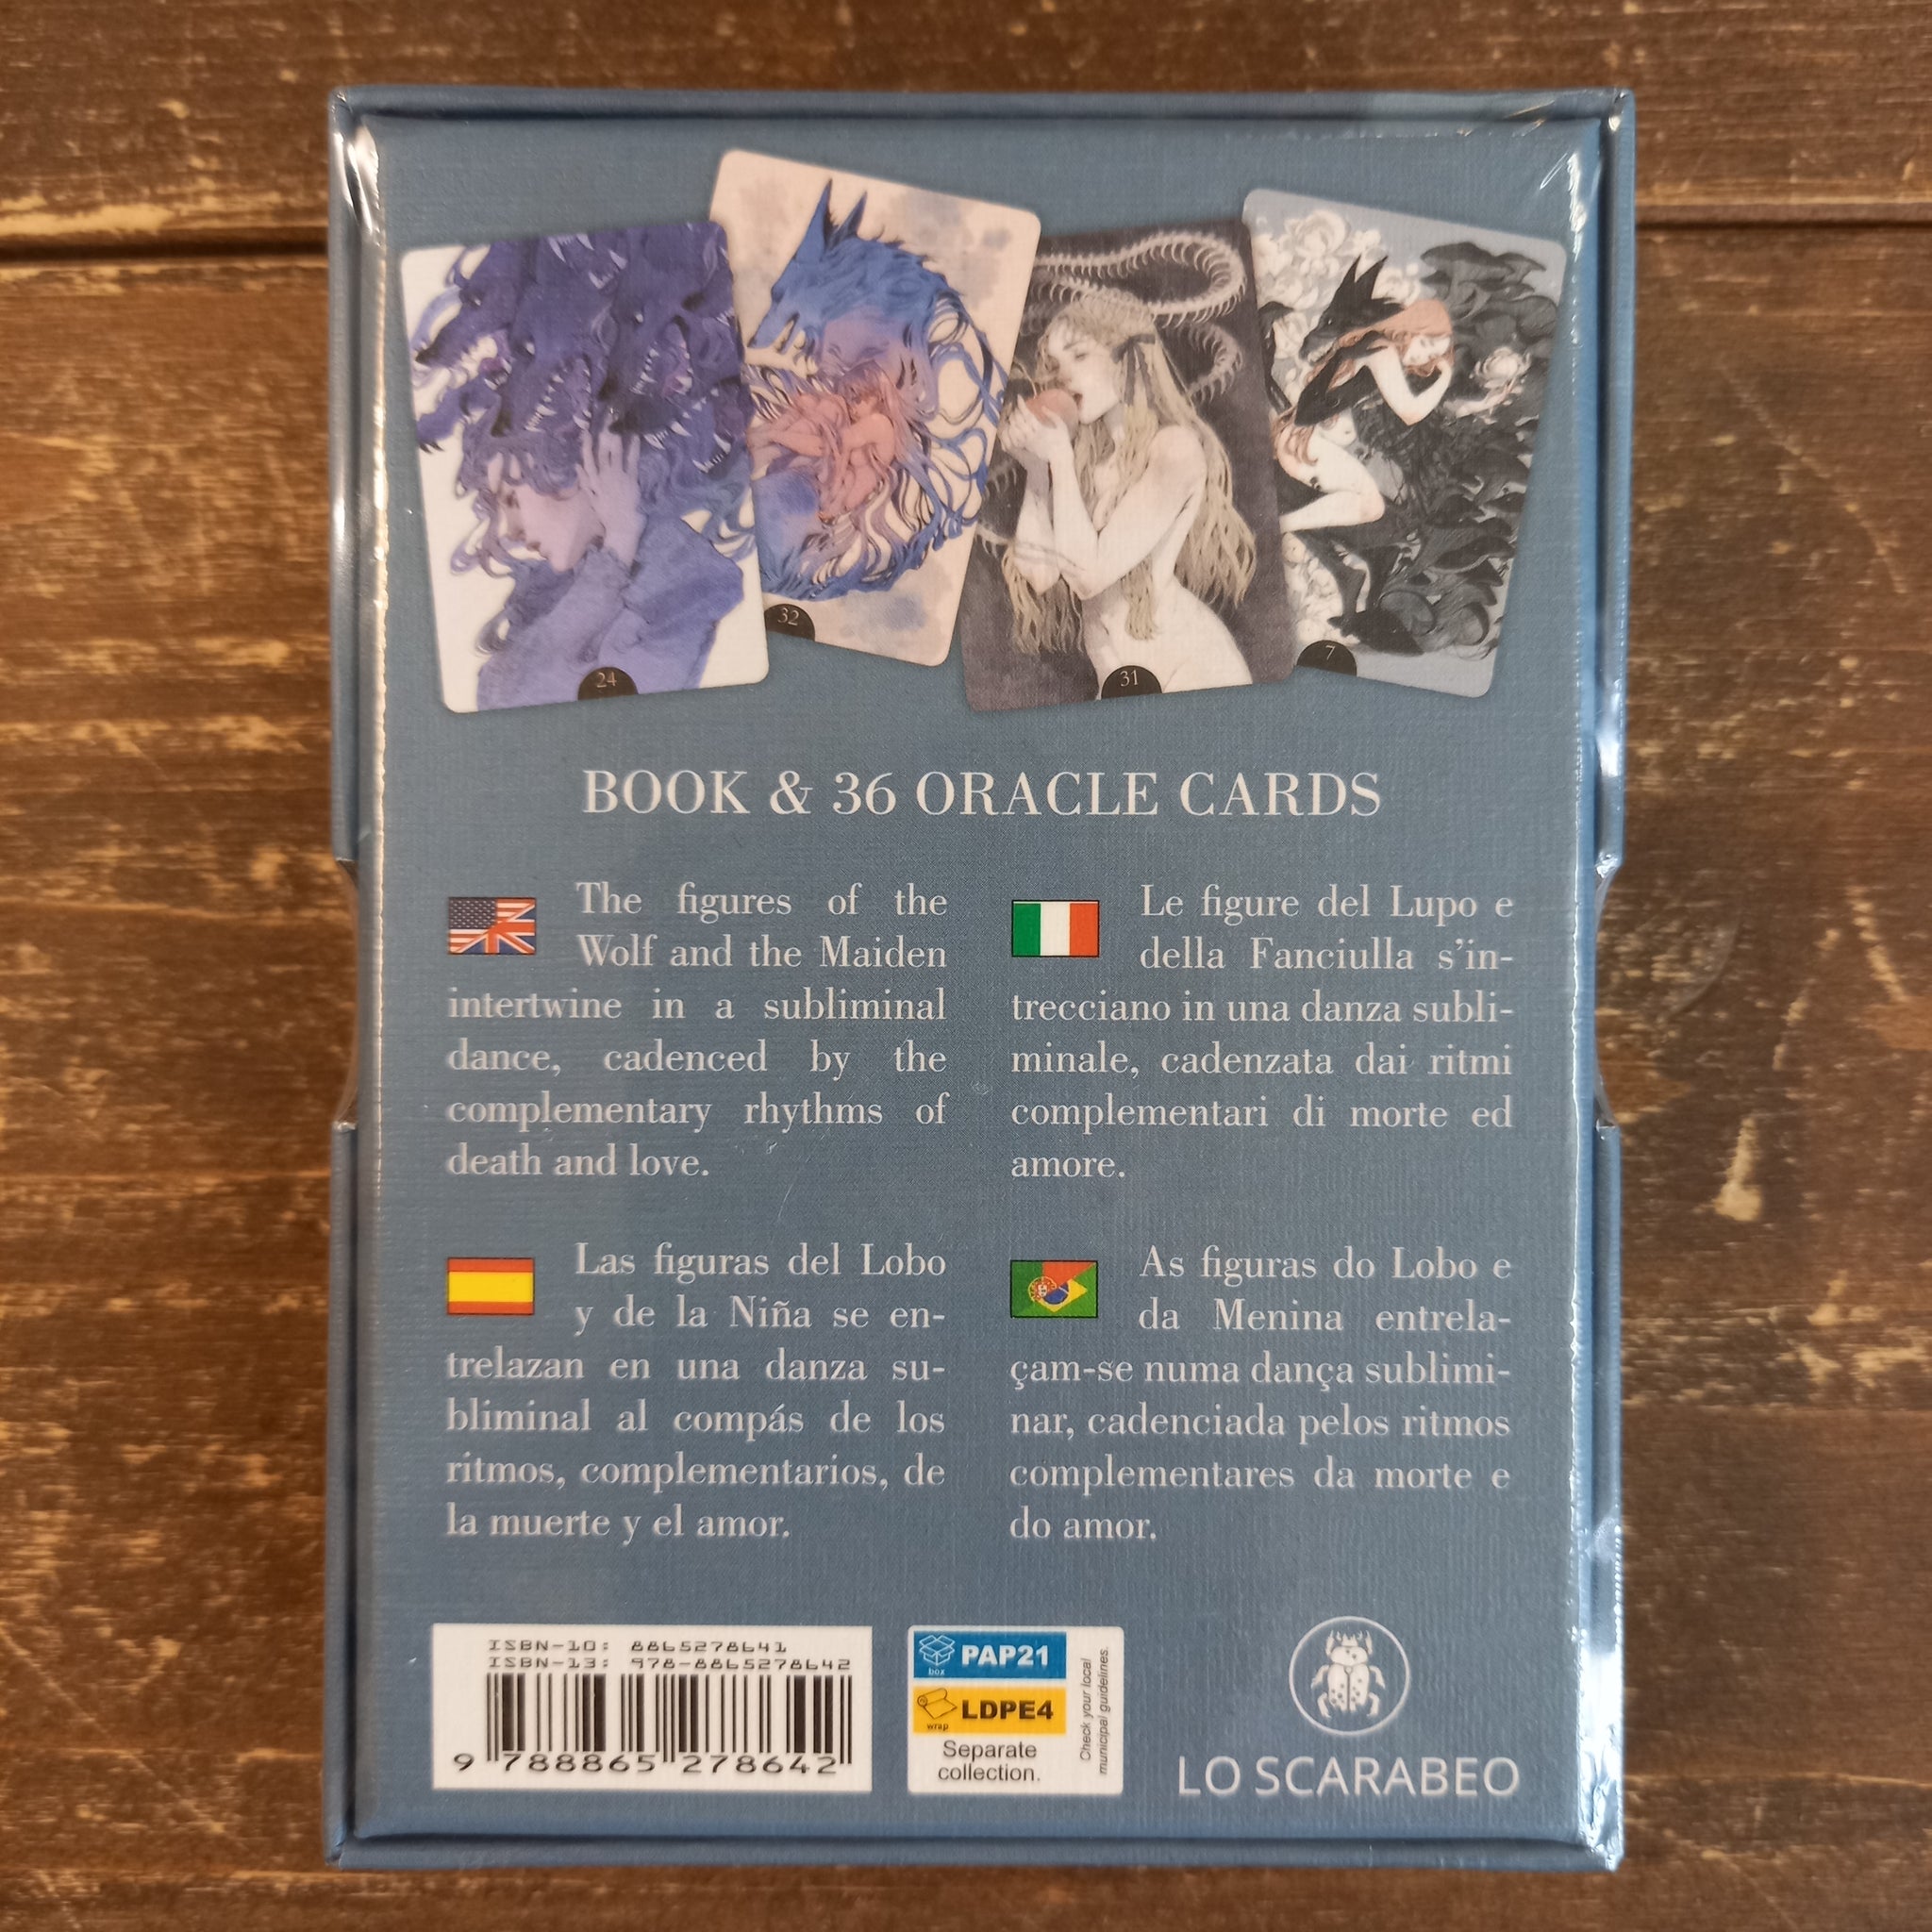 24
32
31
7
BOOK & 36 ORACLE CARDS
The figures of the
Wolf and the Maiden
intertwine in a subliminal
dance, cadenced by the
complementary rhythms of
death and love.
Le figure del Lupo e
della Fanciulla s'in-
trecciano in una danza subli-
minale, cadenzata dai ritmi
complementari di morte ed
amore.
Las figuras del Lobo
y de la Niña se en-
trelazan en una danza su-
bliminal al compás de los
ritmos, complementarios, de
la muerte y el amor.
As figuras do Lobo e
da Menina entrela-
çam-se numa dança sublimi-
nar, cadenciada pelos ritmos
complementares da morte e
do amor.
ISBN-10: 8865278641
ISBN-13: 978-8865278642
9 788865 278642
box PAP21
wrap LDPE4
Separate
collection.
Check your local
municipal guidelines.
LO SCARABEO